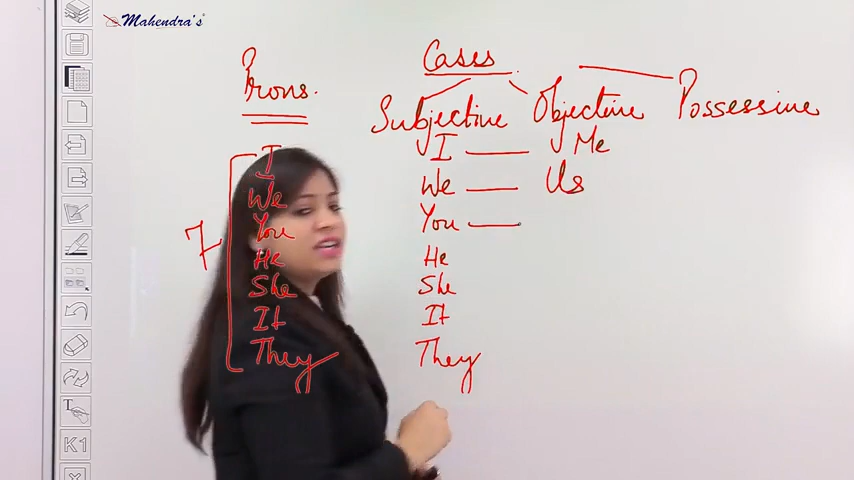 Mahendra's
Cases
Prons.
Subjective Objective Possessive
7
I I Me
We We Us
You You
He He
She She
It It
They They
K1